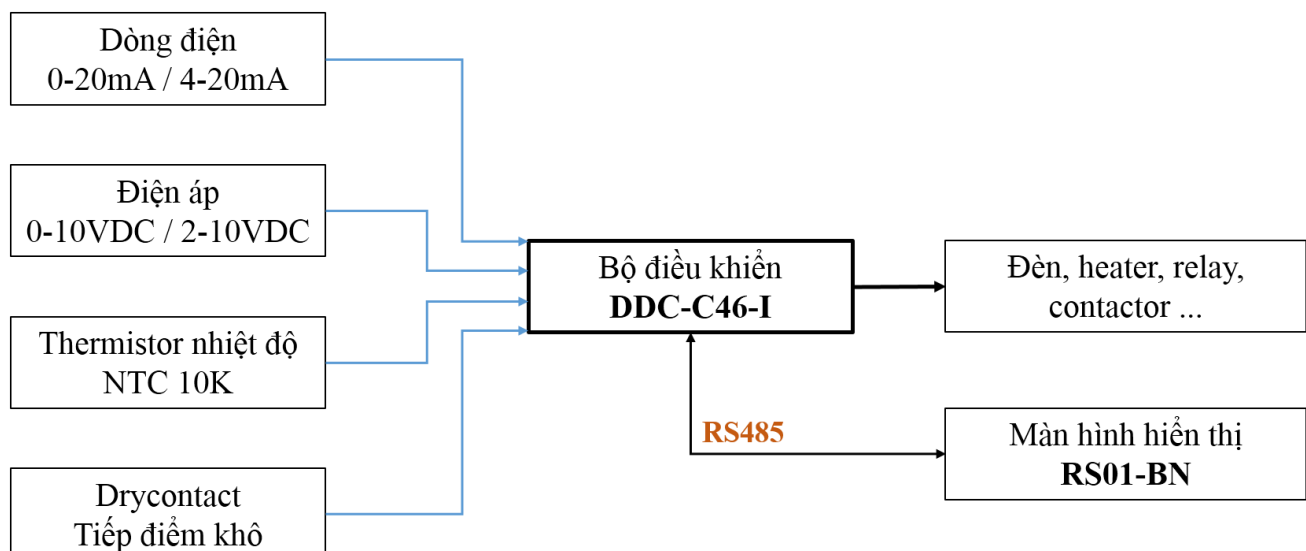 Dòng điện
0-20mA / 4-20mA
Điện áp
0-10VDC / 2-10VDC
Thermistor nhiệt độ
NTC 10K
Drycontact
Tiếp điểm khô
Bộ điều khiển
DDC-C46-I
RS485
Đèn, heater, relay,
contactor ...
Màn hình hiển thị
RS01-BN